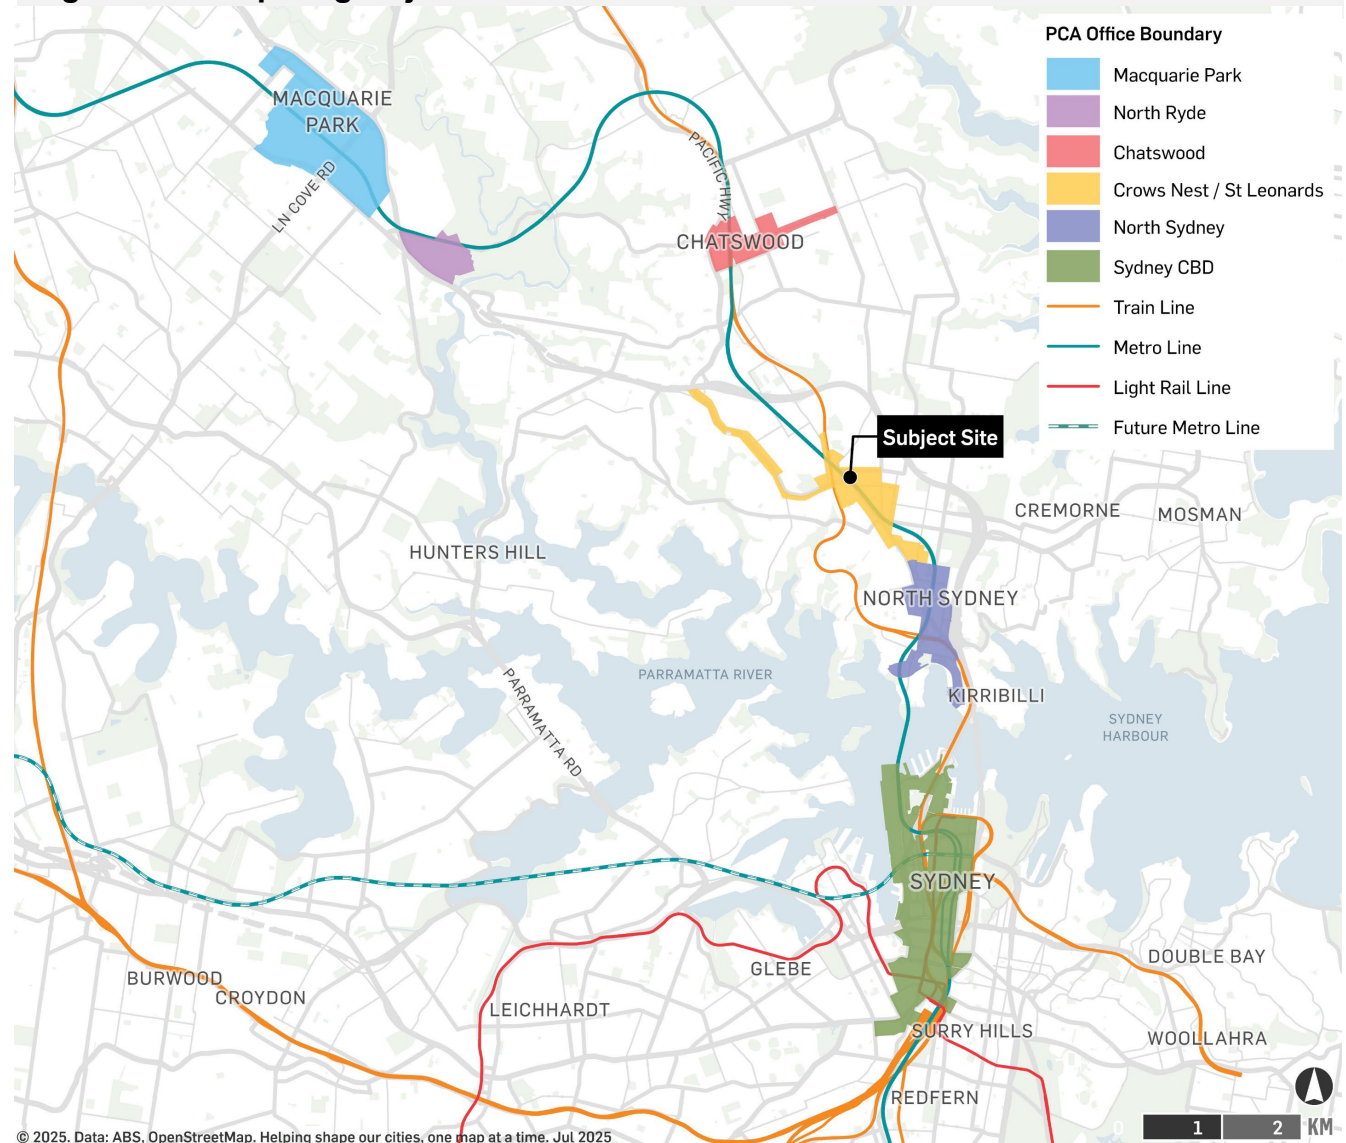 PCA Office Boundary
Macquarie Park
North Ryde
Chatswood
Crows Nest / St Leonards
North Sydney
Sydney CBD
Train Line
Metro Line
Light Rail Line
Future Metro Line
MACQUARIE
PARK
LN COVE RD
PACIFIC HWY
CHATSWOOD
Subject Site
CREMORNE
MOSMAN
HUNTERS HILL
NORTH SYDNEY
PARRAMATTA RIVER
KIRRIBILLI
PARRAMATTA RD
SYDNEY
HARBOUR
SYDNEY
GLEBE
DOUBLE BAY
BURWOOD
CROYDON
LEICHHARDT
SURRY HILLS
WOOLLAHRA
REDFERN
0 1 2 KM
© 2025. Data: ABS, OpenStreetMap. Helping shape our cities, one map at a time. Jul 2025